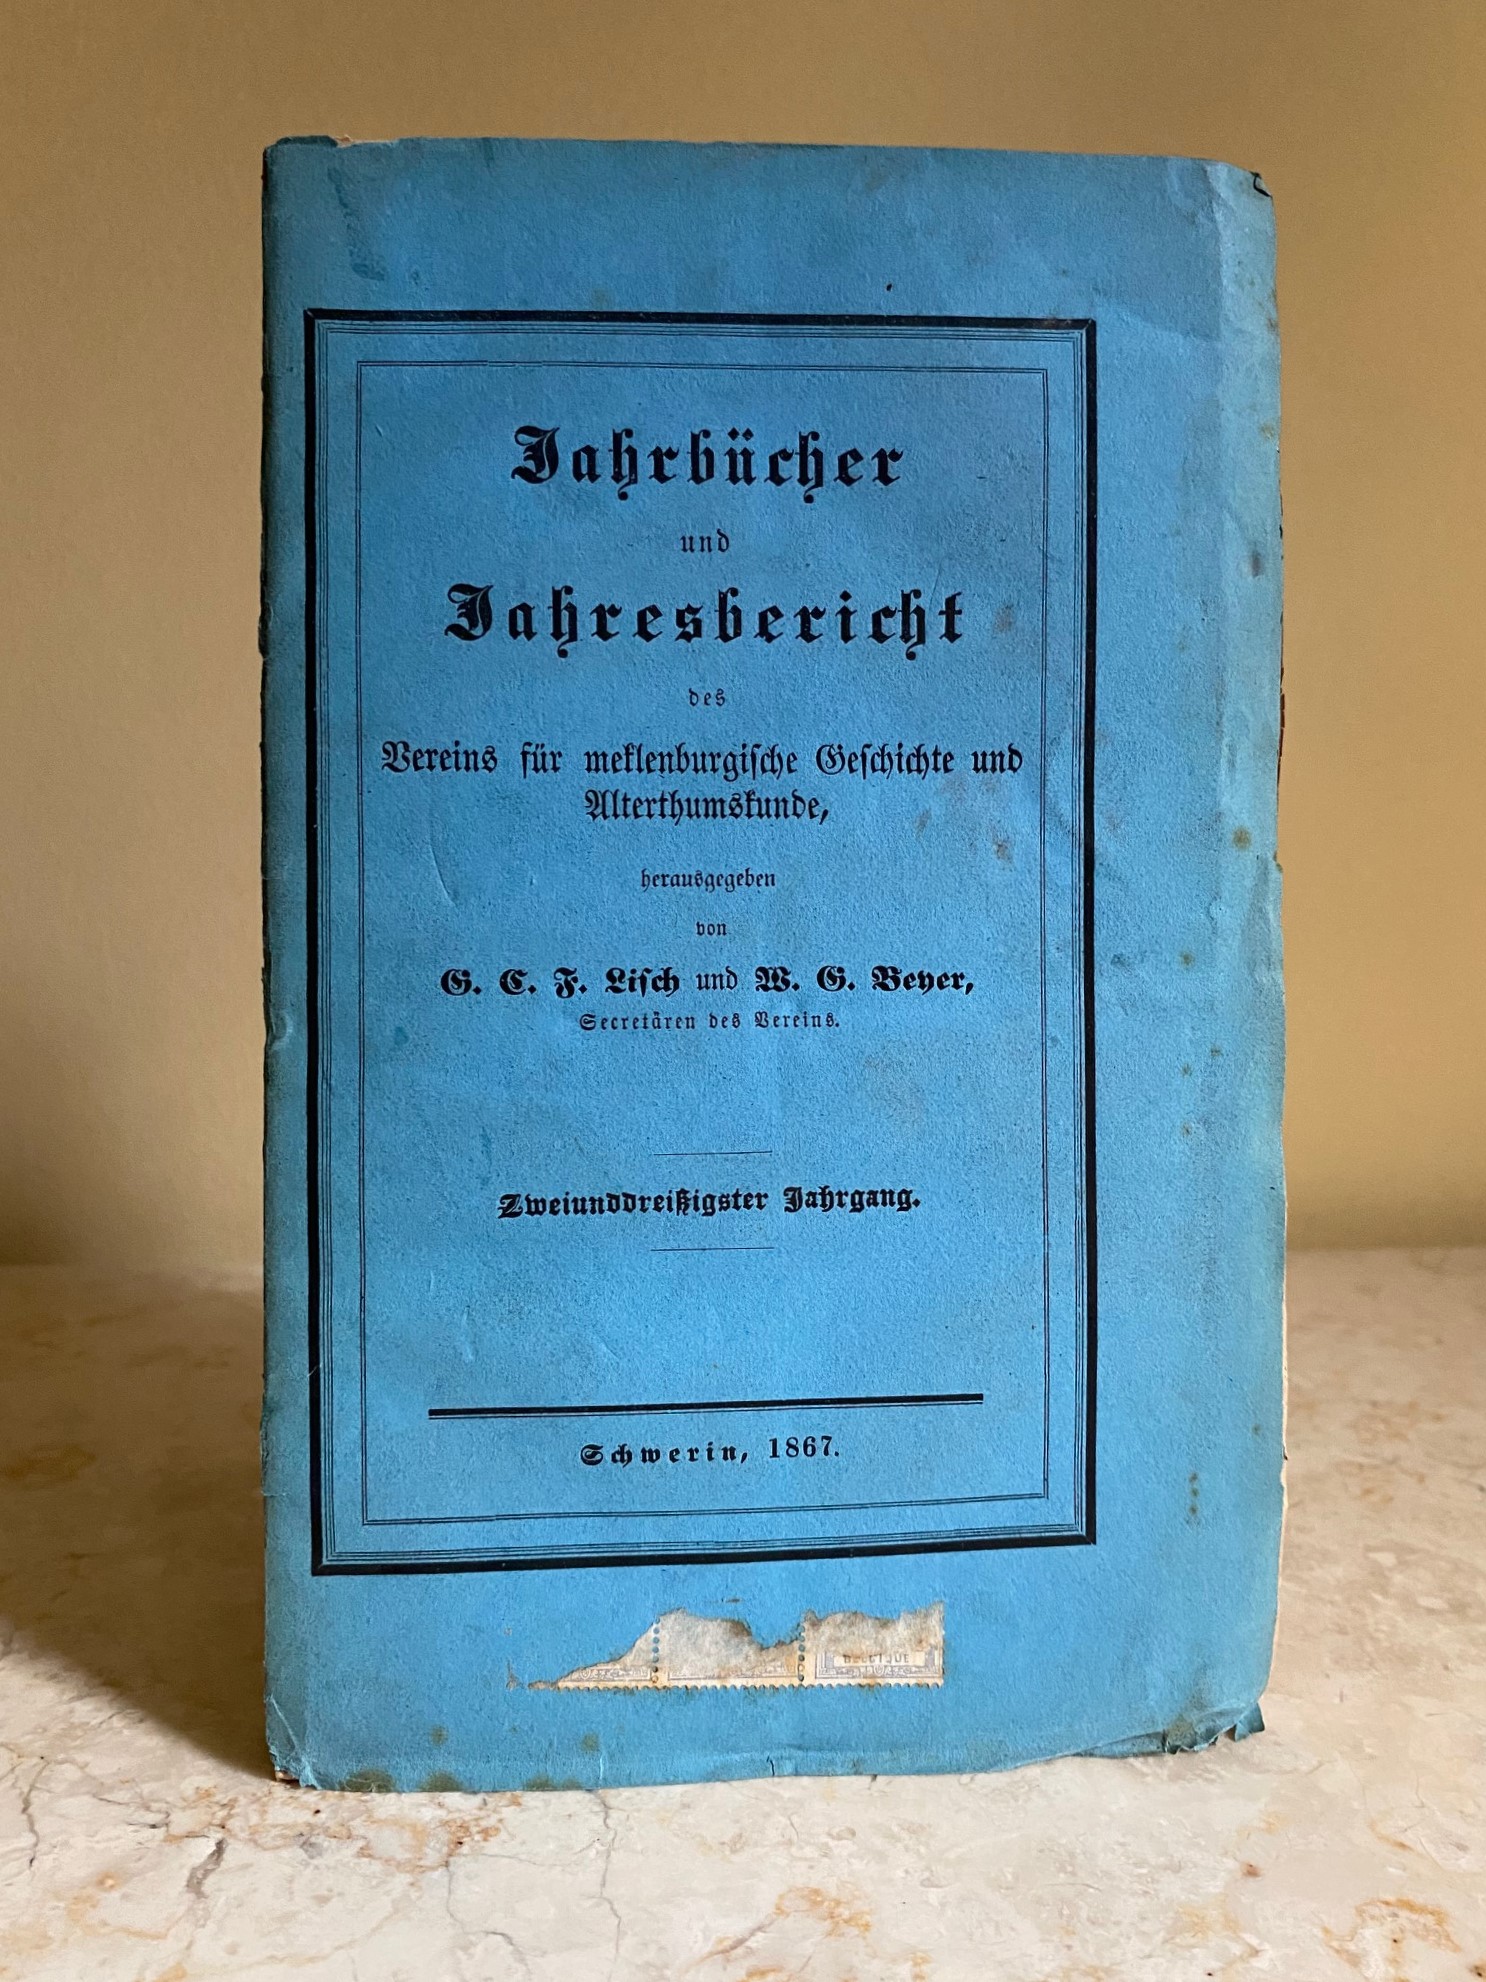 Jahrbücher
und
Jahresbericht
des
Vereins für meklenburgische Geschichte und
Alterthumskunde,
herausgegeben
von
G. C. F. Lisch und W. G. Beyer,
Secretären des Vereins.
Zweiunddreißigster Jahrgang.
Schwerin, 1867.
BELGIQUE